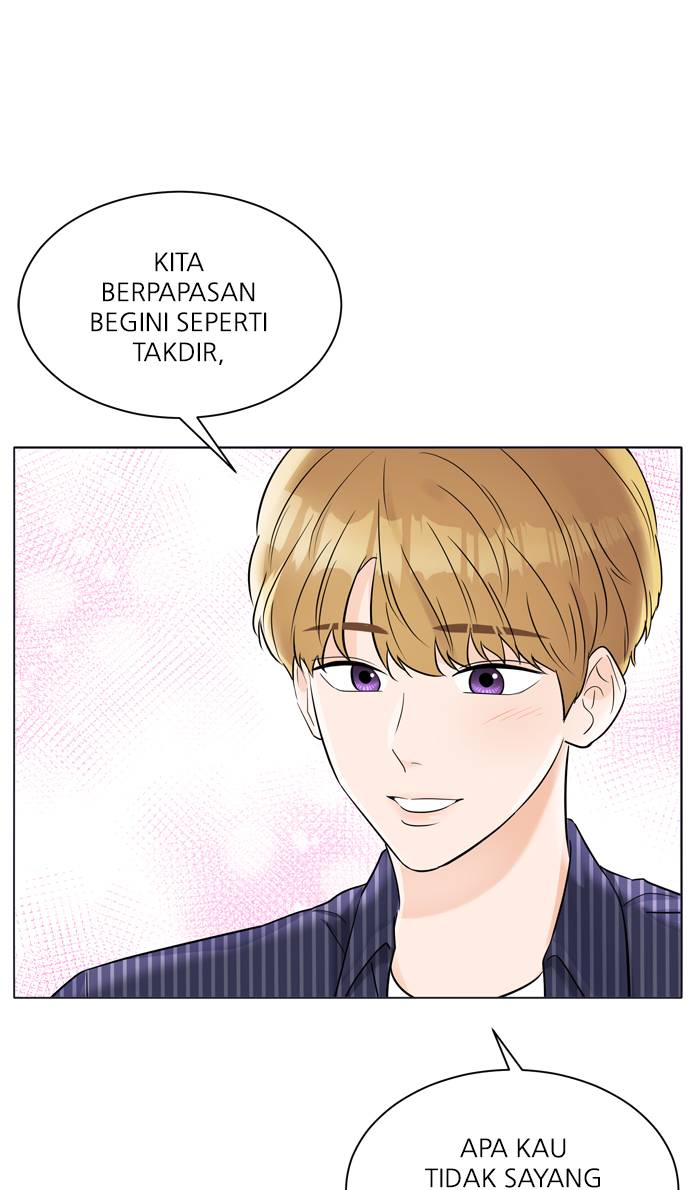 KITA
BERPAPASAN
BEGINI SEPERTI
TAKDIR,
APA KAU
TIDAK SAYANG